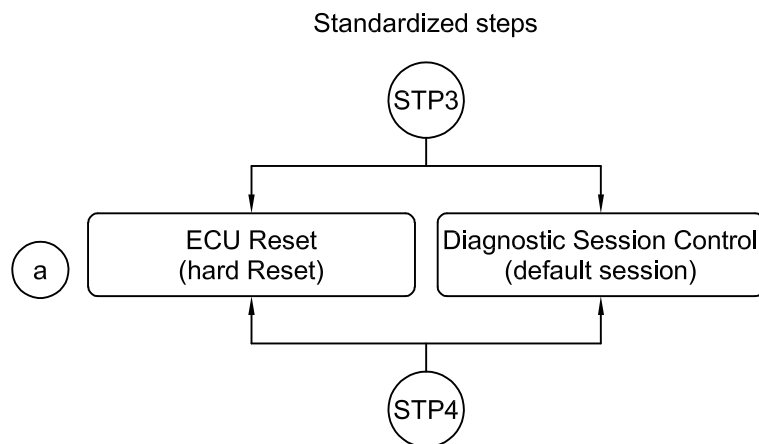 Standardized steps
STP3
a
ECU Reset
(hard Reset)
Diagnostic Session Control
(default session)
STP4